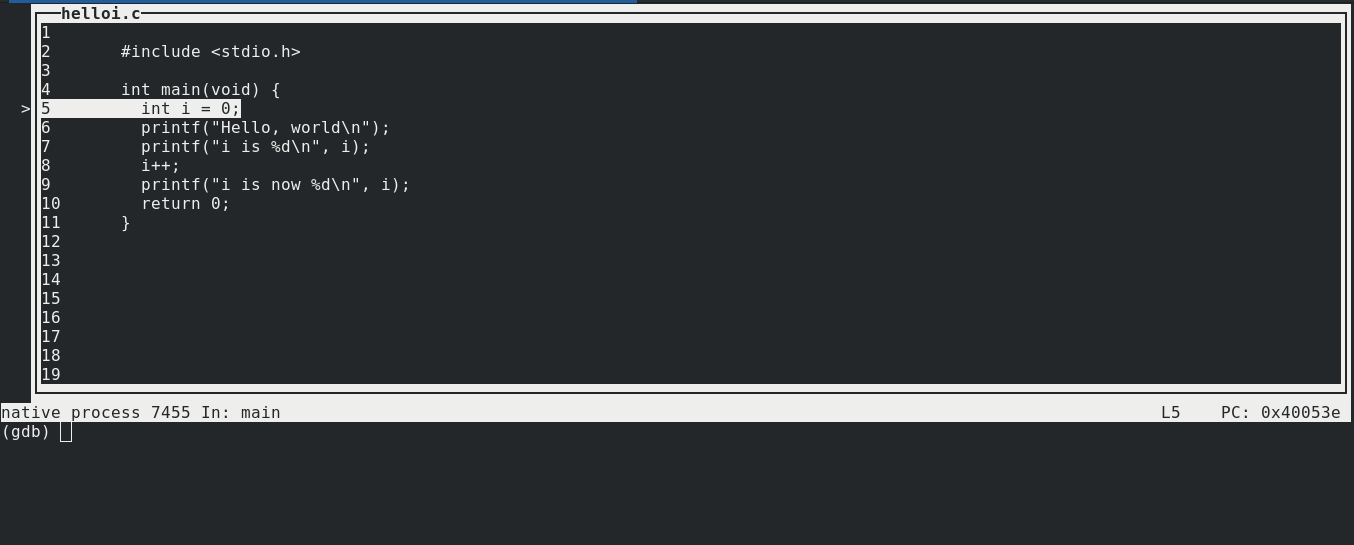 helloi.c
1
2       #include <stdio.h>
3
4       int main(void) {
>5         int i = 0;
6         printf("Hello, world\n");
7         printf("i is %d\n", i);
8         i++;
9         printf("i is now %d\n", i);
10        return 0;
11      }
12
13
14
15
16
17
18
19
native process 7455 In: main L5 PC: 0x40053e
(gdb)